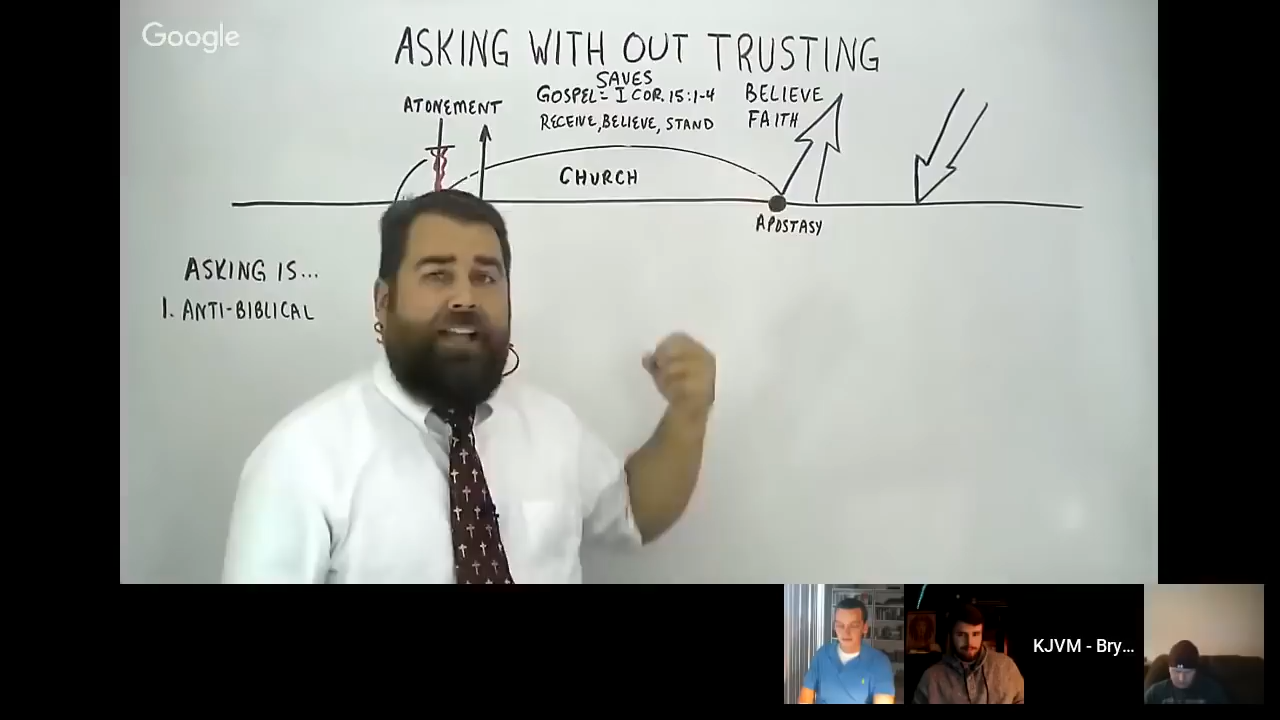 Google
ASKING WITH OUT TRUSTING
SAVES
GOSPEL = I COR. 15:1-4
RECEIVE, BELIEVE, STAND
ATONEMENT
BELIEVE
FAITH
CHURCH
APOSTASY
ASKING IS...
1. ANTI-BIBLICAL
KJVM - Bry...